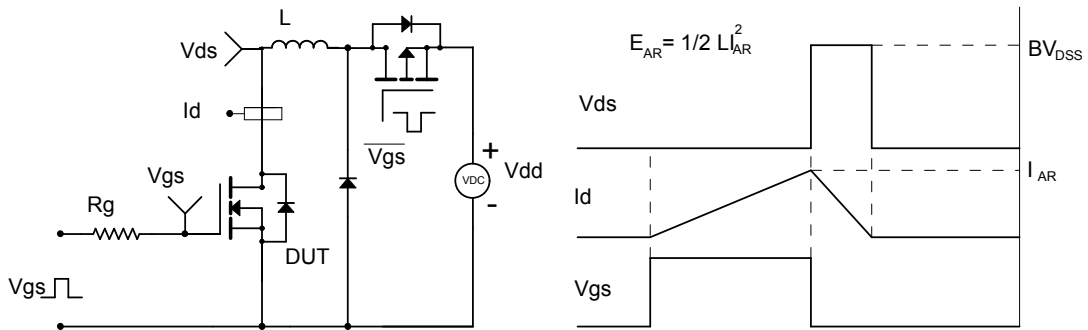 L
Vds
Id
Vgs
Vgs
+
Vdd
VDC
-
Vgs
Rg
DUT
Vgs
E_AR = 1/2 LI_AR^2
BV_DSS
Vds
I_AR
Id
Vgs